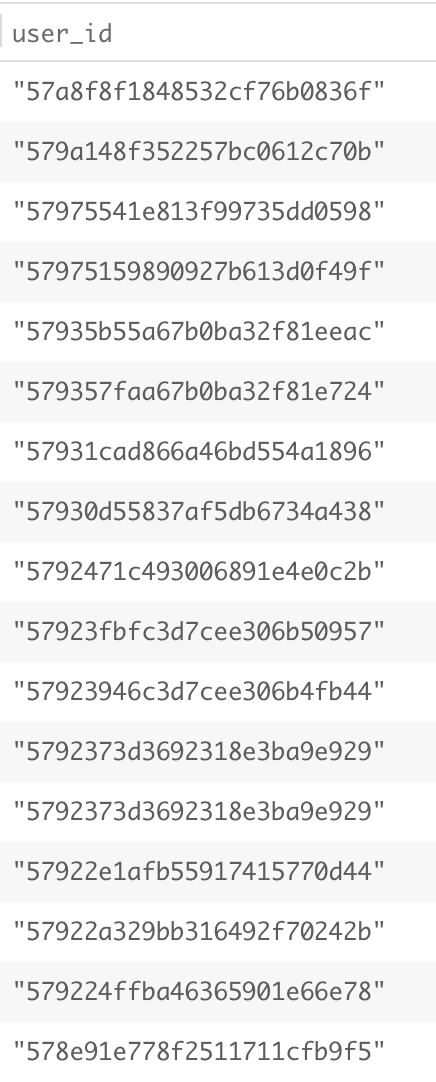 user_id
"57a8f8f1848532cf76b0836f"
"579a148f352257bc0612c70b"
"57975541e813f99735dd0598"
"57975159890927b613d0f49f"
"57935b55a67b0ba32f81eeac"
"579357faa67b0ba32f81e724"
"57931cad866a46bd554a1896"
"57930d55837af5db6734a438"
"5792471c493006891e4e0c2b"
"57923fbfc3d7cee306b50957"
"57923946c3d7cee306b4fb44"
"5792373d3692318e3ba9e929"
"5792373d3692318e3ba9e929"
"57922e1afb55917415770d44"
"57922a329bb316492f70242b"
"579224ffba46365901e66e78"
"578e91e778f2511711cfb9f5"